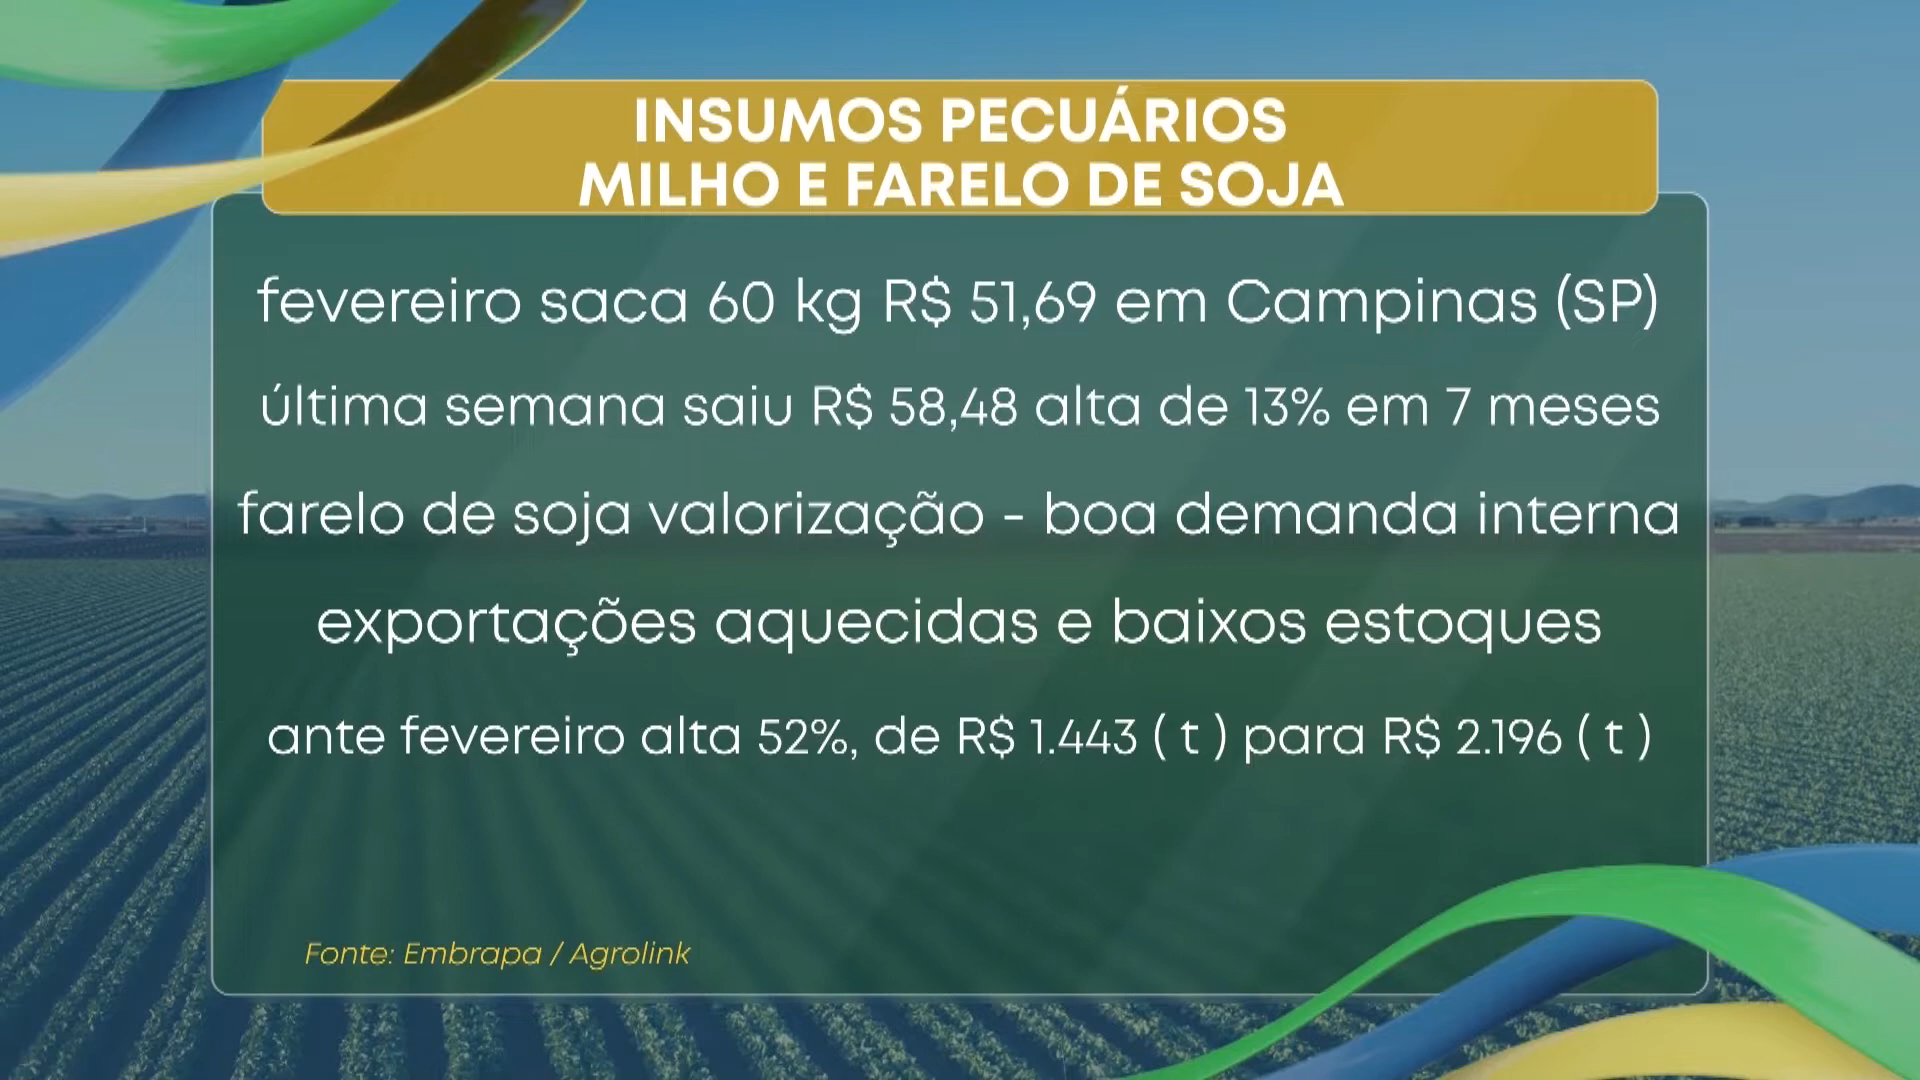 INSUMOS PECUÁRIOS
MILHO E FARELO DE SOJA
fevereiro saca 60 kg R$ 51,69 em Campinas (SP)
última semana saiu R$ 58,48 alta de 13% em 7 meses
farelo de soja valorização - boa demanda interna
exportações aquecidas e baixos estoques
ante fevereiro alta 52%, de R$ 1.443 ( t ) para R$ 2.196 ( t )
Fonte: Embrapa / Agrolink